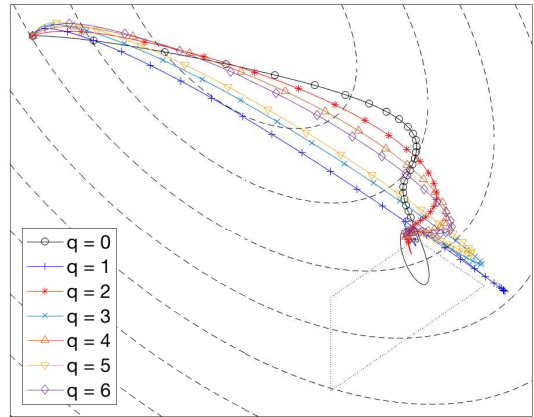 q = 0
q = 1
q = 2
q = 3
q = 4
q = 5
q = 6